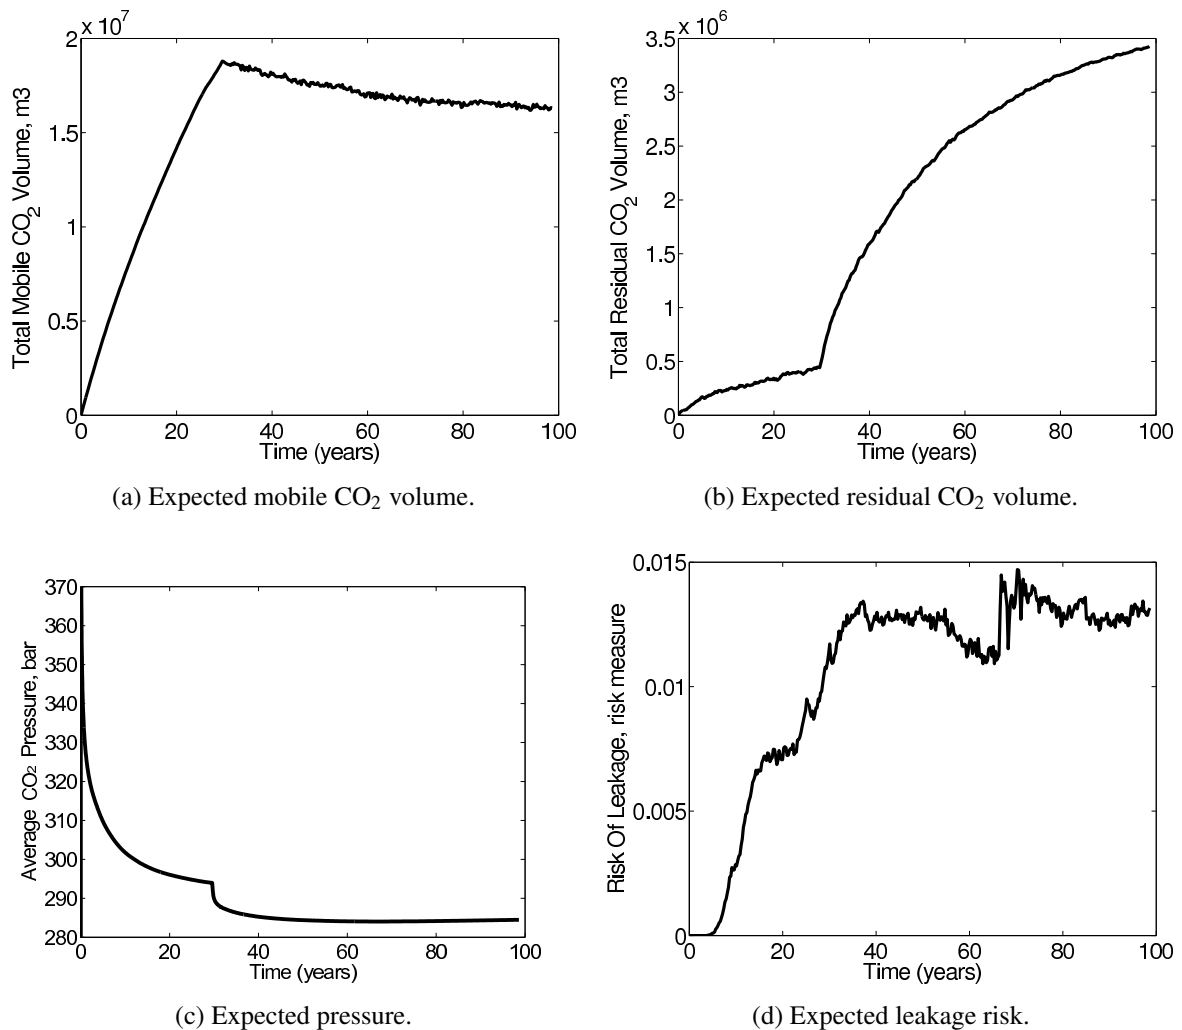 x 10^7
2
1.5
1
0.5
0
0 20 40 60 80 100
Total Mobile CO2 Volume, m3
Time (years)
(a) Expected mobile CO2 volume.
x 10^6
3.5
3
2.5
2
1.5
1
0.5
0
0 20 40 60 80 100
Total Residual CO2 Volume, m3
Time (years)
(b) Expected residual CO2 volume.
370
360
350
340
330
320
310
300
290
280
0 20 40 60 80 100
Average CO2 Pressure, bar
Time (years)
(c) Expected pressure.
0.015
0.01
0.005
0
0 20 40 60 80 100
Risk Of Leakage, risk measure
Time (years)
(d) Expected leakage risk.